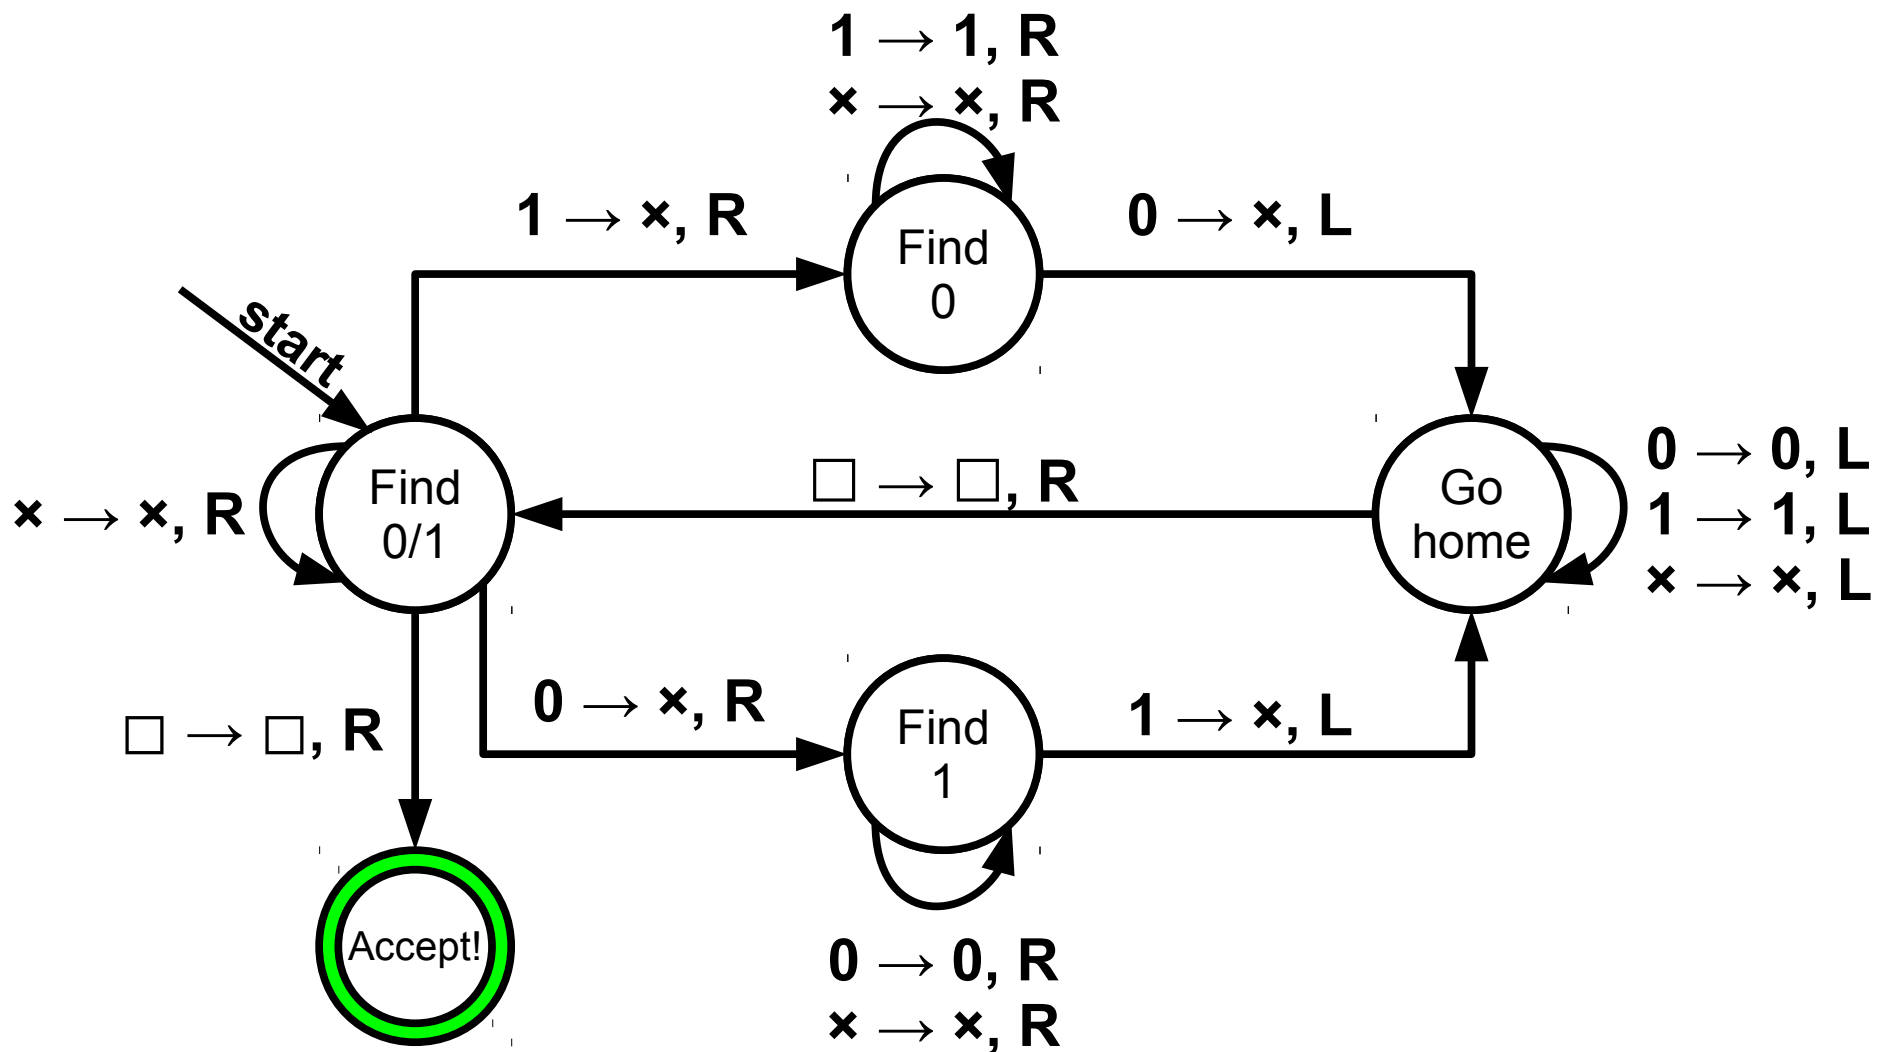 1 → 1, R
× → ×, R
1 → ×, R
Find
0
0 → ×, L
start
Find
0/1
× → ×, R
□ → □, R
Go
home
0 → 0, L
1 → 1, L
× → ×, L
□ → □, R
0 → ×, R
Find
1
1 → ×, L
Accept!
0 → 0, R
× → ×, R